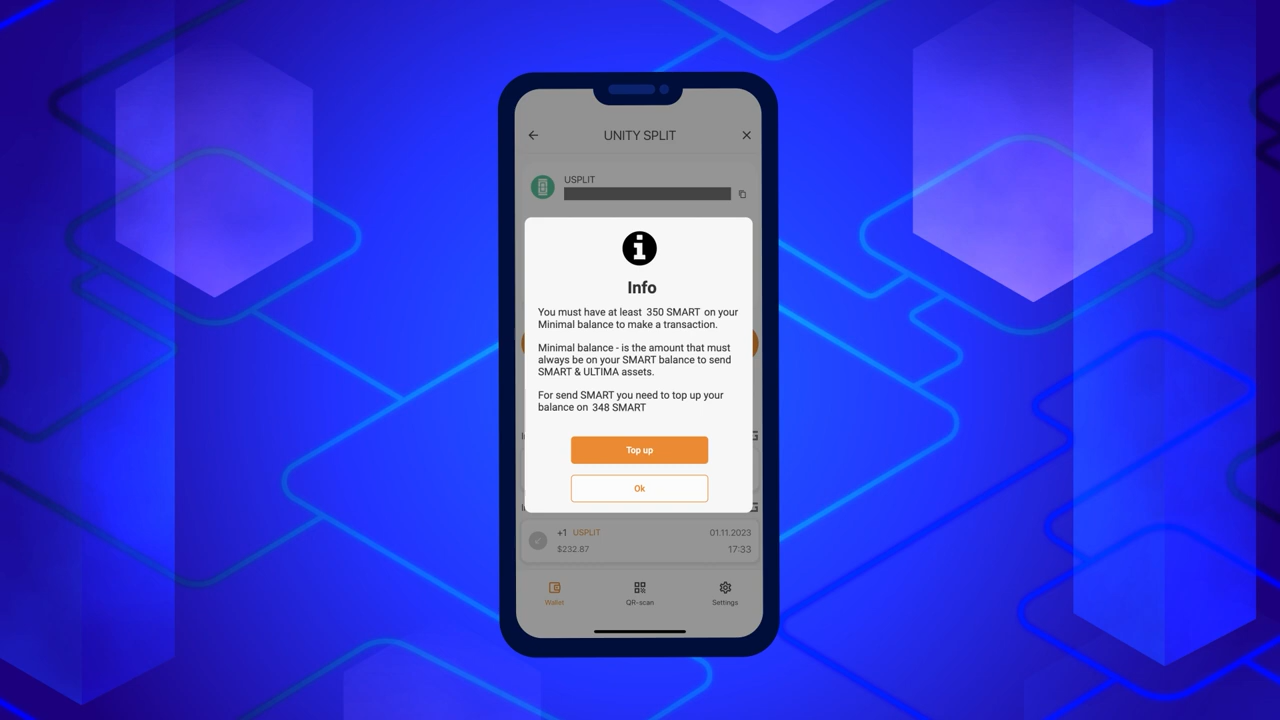 UNITY SPLIT
USPLIT
Info
You must have at least 350 SMART on your
Minimal balance to make a transaction.
Minimal balance - is the amount that must
always be on your SMART balance to send
SMART & ULTIMA assets.
For send SMART you need to top up your
balance on 348 SMART
Top up
Ok
+1 USPLIT
01.11.2023
$232.87
17:33
Wallet
QR-scan
Settings